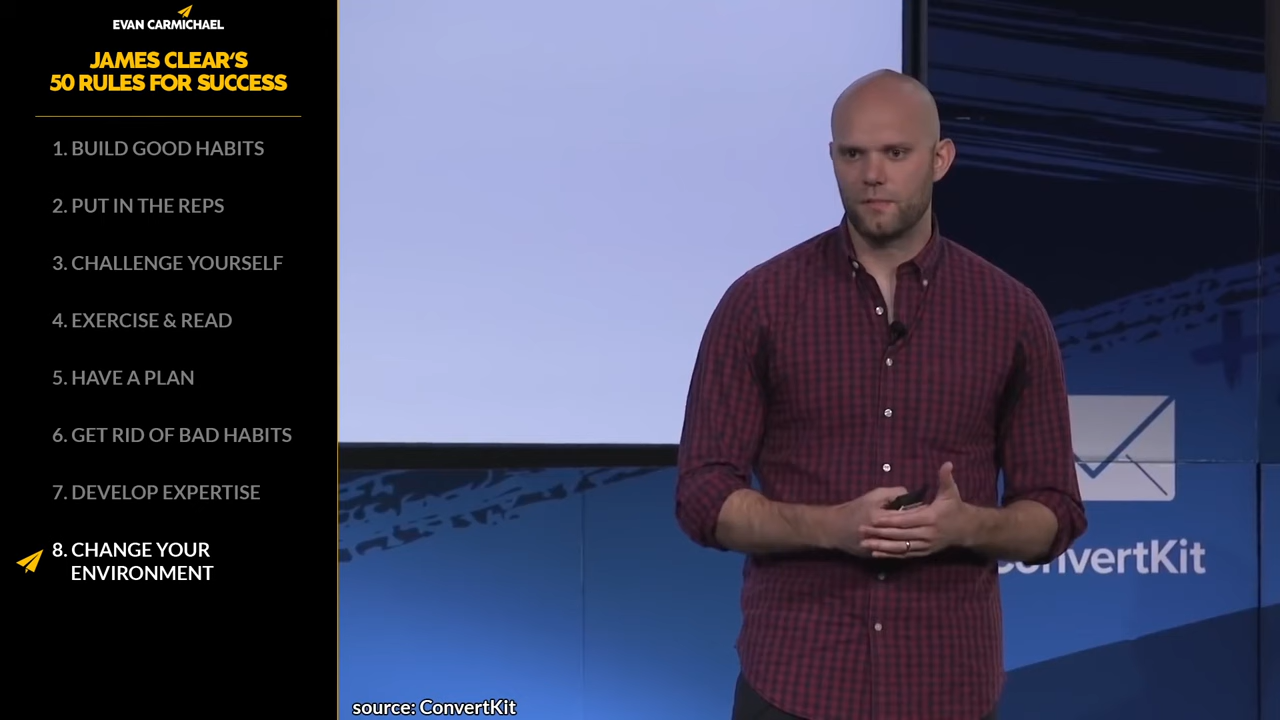 EVAN CARMICHAEL
JAMES CLEAR'S
50 RULES FOR SUCCESS
1. BUILD GOOD HABITS
2. PUT IN THE REPS
3. CHALLENGE YOURSELF
4. EXERCISE & READ
5. HAVE A PLAN
6. GET RID OF BAD HABITS
7. DEVELOP EXPERTISE
8. CHANGE YOUR
ENVIRONMENT
ConvertKit
source: ConvertKit